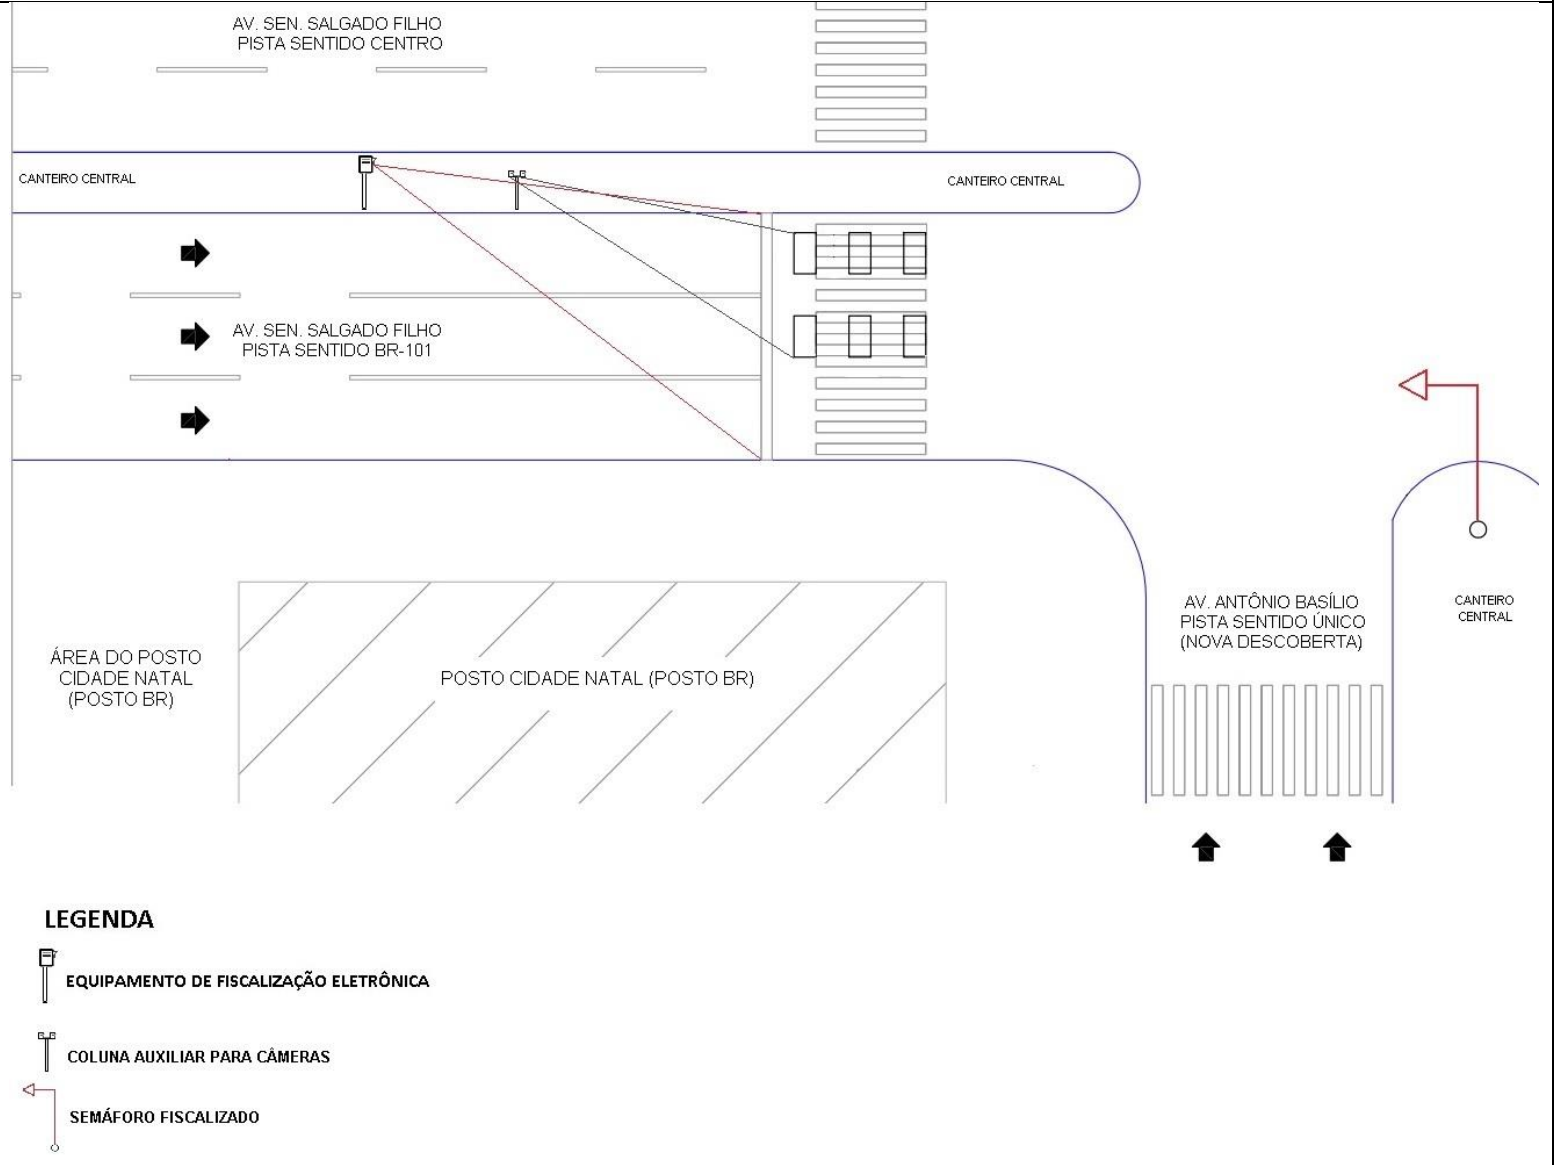 AV. SEN. SALGADO FILHO
PISTA SENTIDO CENTRO
CANTEIRO CENTRAL
CANTEIRO CENTRAL
AV. SEN. SALGADO FILHO
PISTA SENTIDO BR-101
AV. ANTÔNIO BASÍLIO
PISTA SENTIDO ÚNICO
(NOVA DESCOBERTA)
CANTEIRO
CENTRAL
ÁREA DO POSTO
CIDADE NATAL
(POSTO BR)
POSTO CIDADE NATAL (POSTO BR)
LEGENDA
EQUIPAMENTO DE FISCALIZAÇÃO ELETRÔNICA
COLUNA AUXILIAR PARA CÂMERAS
SEMÁFORO FISCALIZADO